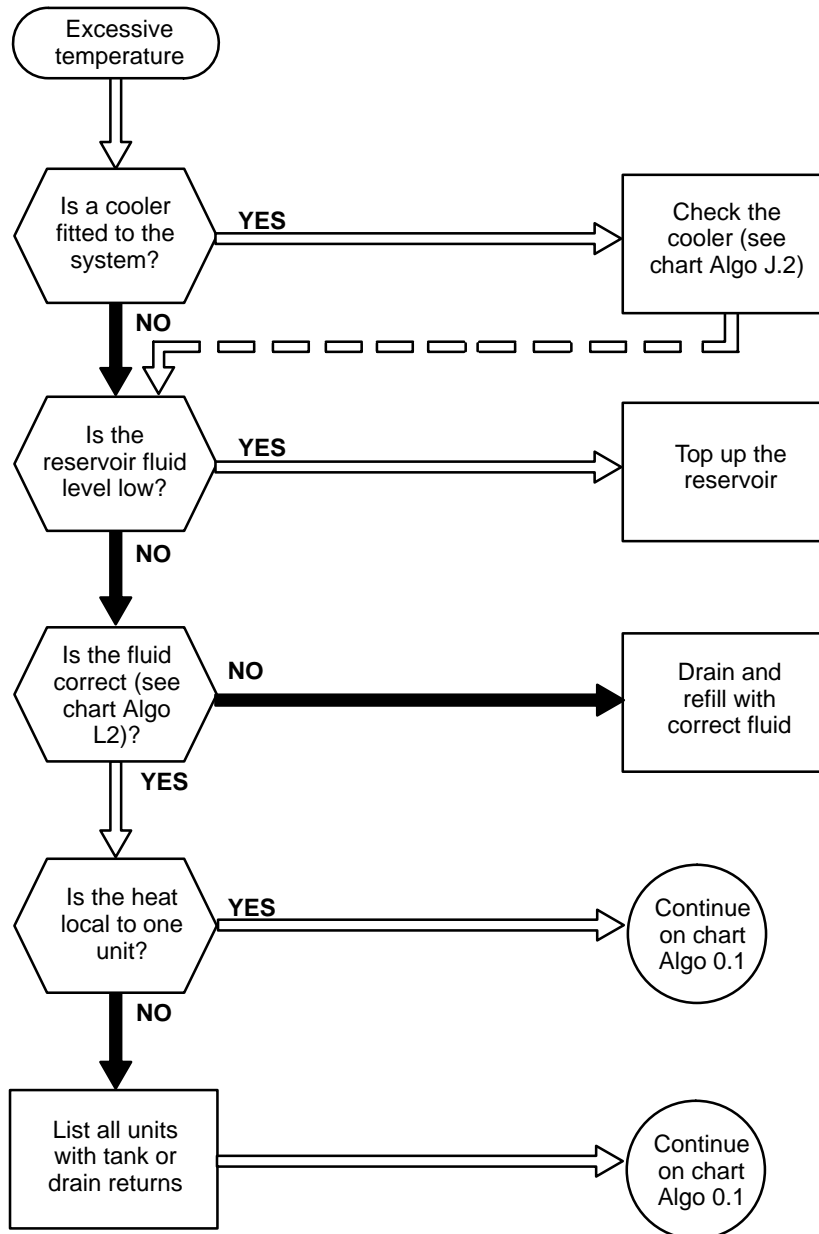 Excessive
temperature
Is a cooler
fitted to the
system?
YES
Check the
cooler (see
chart Algo J.2)
NO
Is the
reservoir fluid
level low?
YES
Top up the
reservoir
NO
Is the fluid
correct (see
chart Algo
L2)?
NO
Drain and
refill with
correct fluid
YES
Is the heat
local to one
unit?
YES
Continue
on chart
Algo 0.1
NO
List all units
with tank or
drain returns
Continue
on chart
Algo 0.1